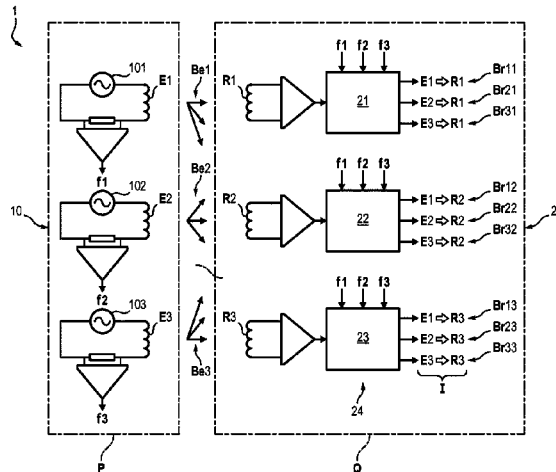 1
101
E1
Be1
R1
f1 f2 f3
21
E1 ⇨ R1
Br11
E2 ⇨ R1
Br21
E3 ⇨ R1
Br31
f1
102
E2
Be2
R2
f1 f2 f3
22
E1 ⇨ R2
Br12
E2 ⇨ R2
Br22
E3 ⇨ R2
Br32
10
2
f2
103
E3
Be3
R3
f1 f2 f3
23
E1 ⇨ R3
Br13
E2 ⇨ R3
Br23
E3 ⇨ R3
Br33
f3
24
I
P
Q